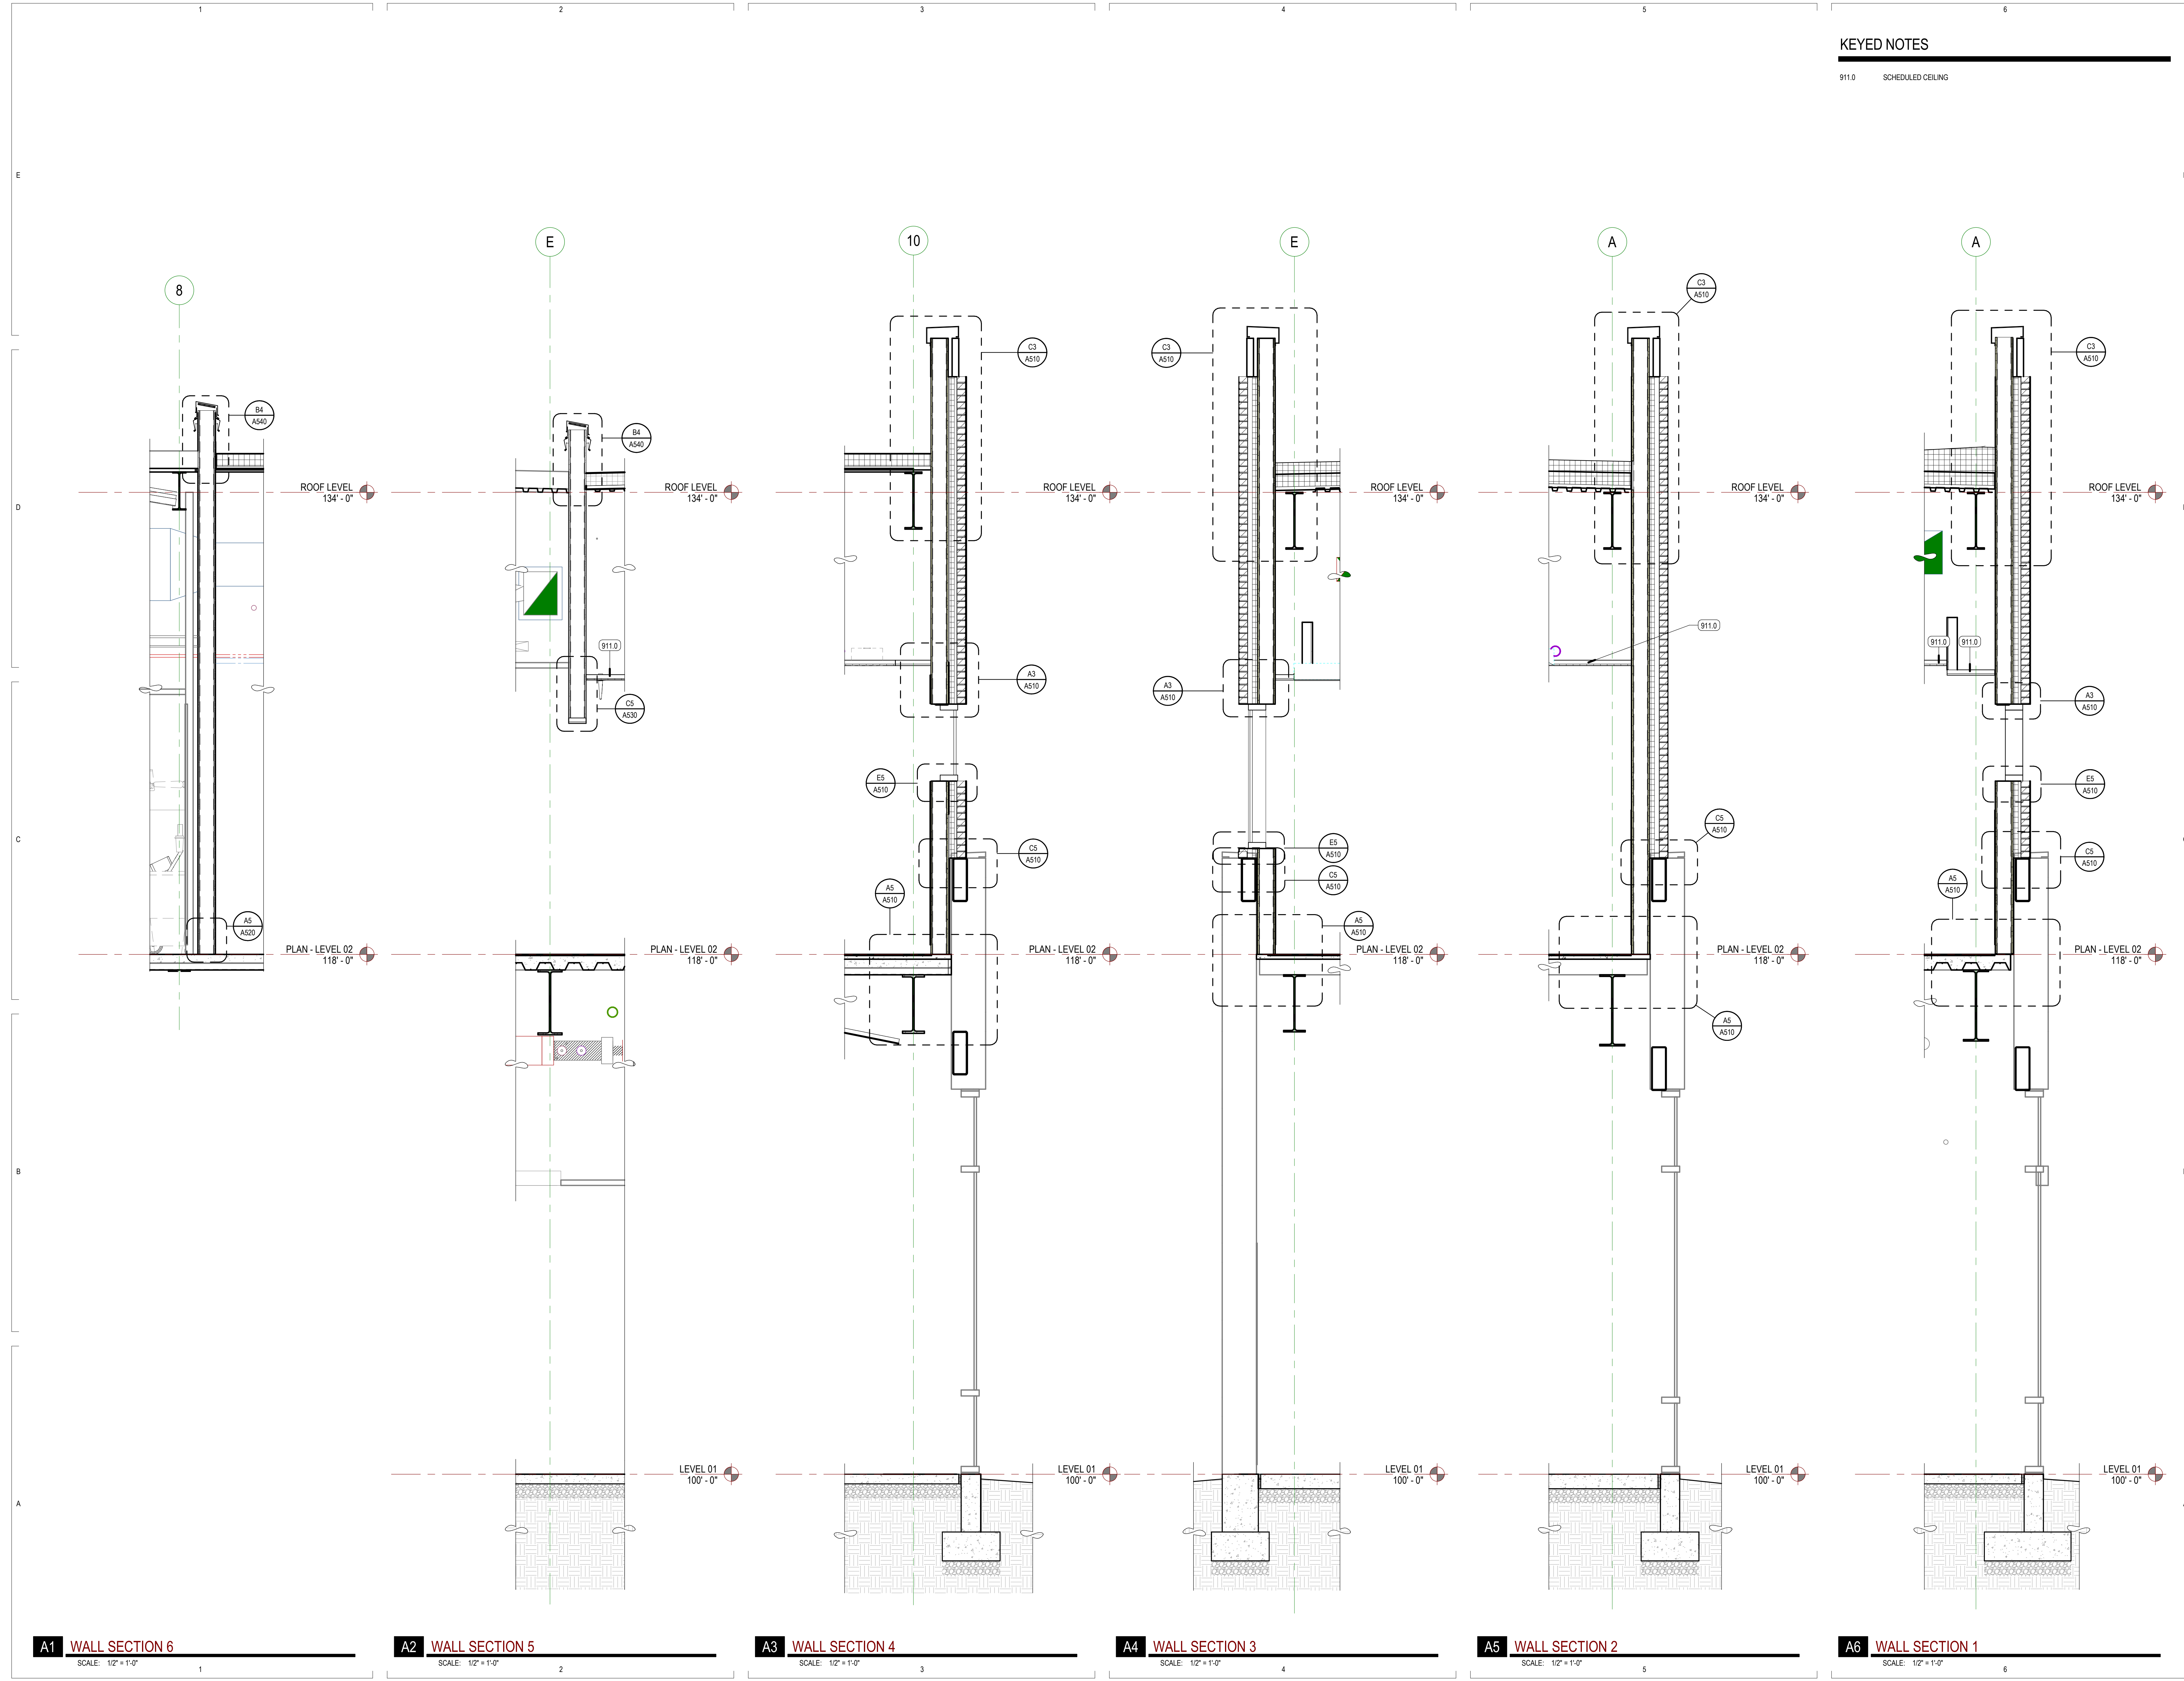 1 2 3 4 5 6
KEYED NOTES
911.0 SCHEDULED CEILING
E
E E A A
10
8
C3
A510
C3
A510
C3
A510
C3
A510
B4
A540
B4
A540
ROOF LEVEL
134' - 0"
ROOF LEVEL
134' - 0"
ROOF LEVEL
134' - 0"
ROOF LEVEL
134' - 0"
ROOF LEVEL
134' - 0"
ROOF LEVEL
134' - 0"
D
911.0
911.0
911.0 911.0
A3
A510
A3
A510
A3
A510
C5
A530
E5
A510
E5
A510
C5
A510
C
E5
A510
C5
A510
C5
A510
C5
A510
A5
A510
A5
A510
A5
A520
A5
A510
PLAN - LEVEL 02
118' - 0"
PLAN - LEVEL 02
118' - 0"
PLAN - LEVEL 02
118' - 0"
PLAN - LEVEL 02
118' - 0"
PLAN - LEVEL 02
118' - 0"
PLAN - LEVEL 02
118' - 0"
A5
A510
B
LEVEL 01
100' - 0"
LEVEL 01
100' - 0"
LEVEL 01
100' - 0"
LEVEL 01
100' - 0"
LEVEL 01
100' - 0"
A
A1 WALL SECTION 6
SCALE: 1/2" = 1'-0"
A2 WALL SECTION 5
SCALE: 1/2" = 1'-0"
A3 WALL SECTION 4
SCALE: 1/2" = 1'-0"
A4 WALL SECTION 3
SCALE: 1/2" = 1'-0"
A5 WALL SECTION 2
SCALE: 1/2" = 1'-0"
A6 WALL SECTION 1
SCALE: 1/2" = 1'-0"
1 2 3 4 5 6